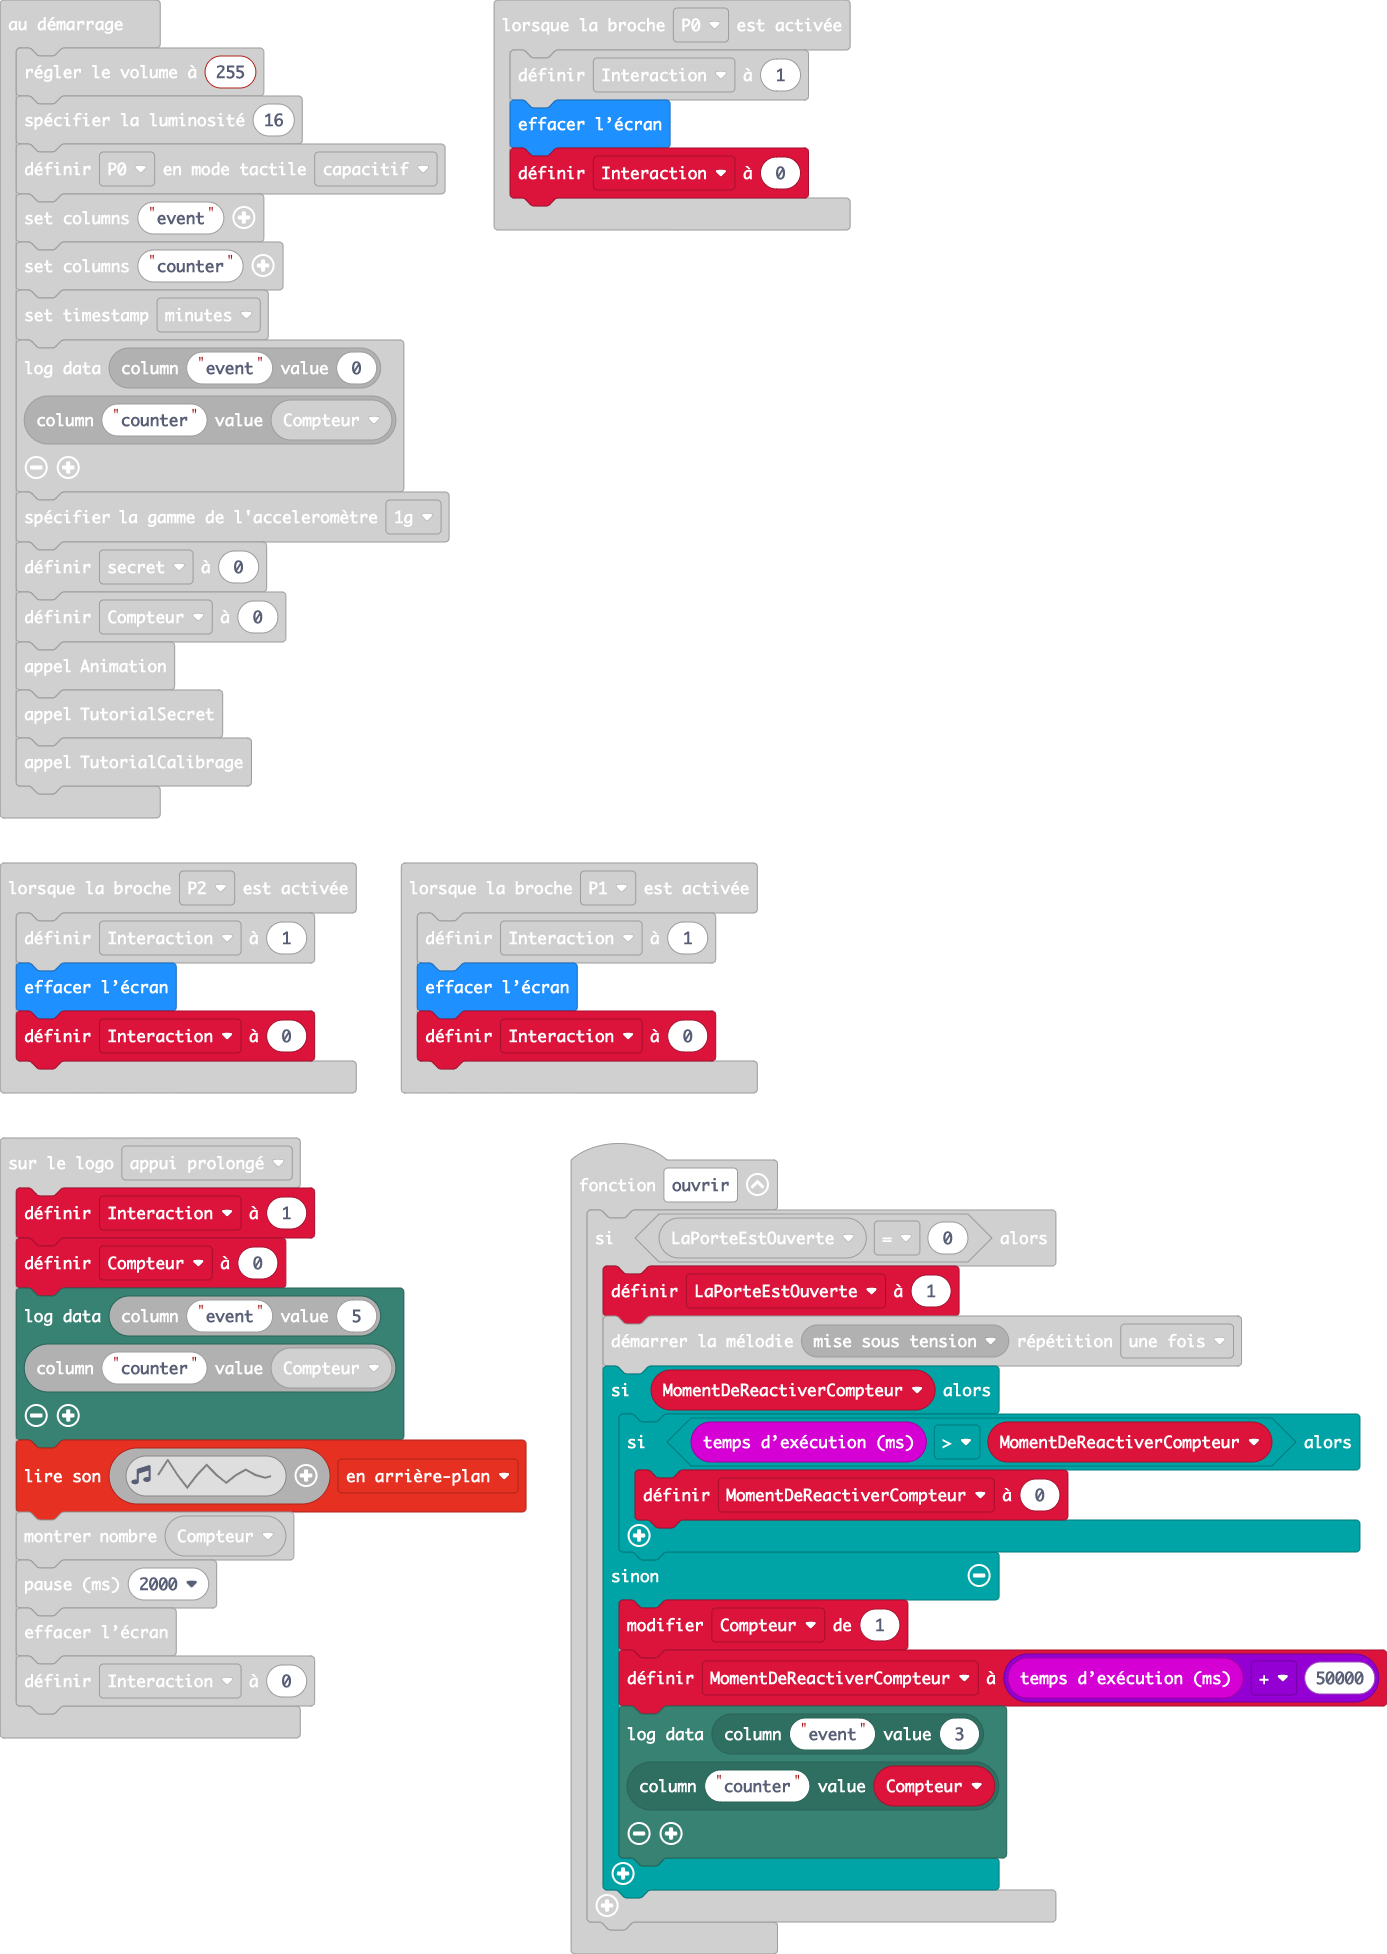 au démarrage
régler le volume à 255
spécifier la luminosité 16
définir P0 en mode tactile capacitif
set columns "event"
set columns "counter"
set timestamp minutes
log data column "event" value 0
column "counter" value Compteur
spécifier la gamme de l'acceleromètre 1g
définir secret à 0
définir Compteur à 0
appel Animation
appel TutorialSecret
appel TutorialCalibrage
lorsque la broche P0 est activée
définir Interaction à 1
effacer l’écran
définir Interaction à 0
lorsque la broche P2 est activée
définir Interaction à 1
effacer l’écran
définir Interaction à 0
lorsque la broche P1 est activée
définir Interaction à 1
effacer l’écran
définir Interaction à 0
sur le logo appui prolongé
définir Interaction à 1
définir Compteur à 0
log data column "event" value 5
column "counter" value Compteur
lire son en arrière-plan
montrer nombre Compteur
pause (ms) 2000
effacer l’écran
définir Interaction à 0
fonction ouvrir
si LaPorteEstOuverte = 0 alors
définir LaPorteEstOuverte à 1
démarrer la mélodie mise sous tension répétition une fois
si MomentDeReactiverCompteur alors
si temps d’exécution (ms) > MomentDeReactiverCompteur alors
définir MomentDeReactiverCompteur à 0
sinon
modifier Compteur de 1
définir MomentDeReactiverCompteur à temps d’exécution (ms) + 50000
log data column "event" value 3
column "counter" value Compteur